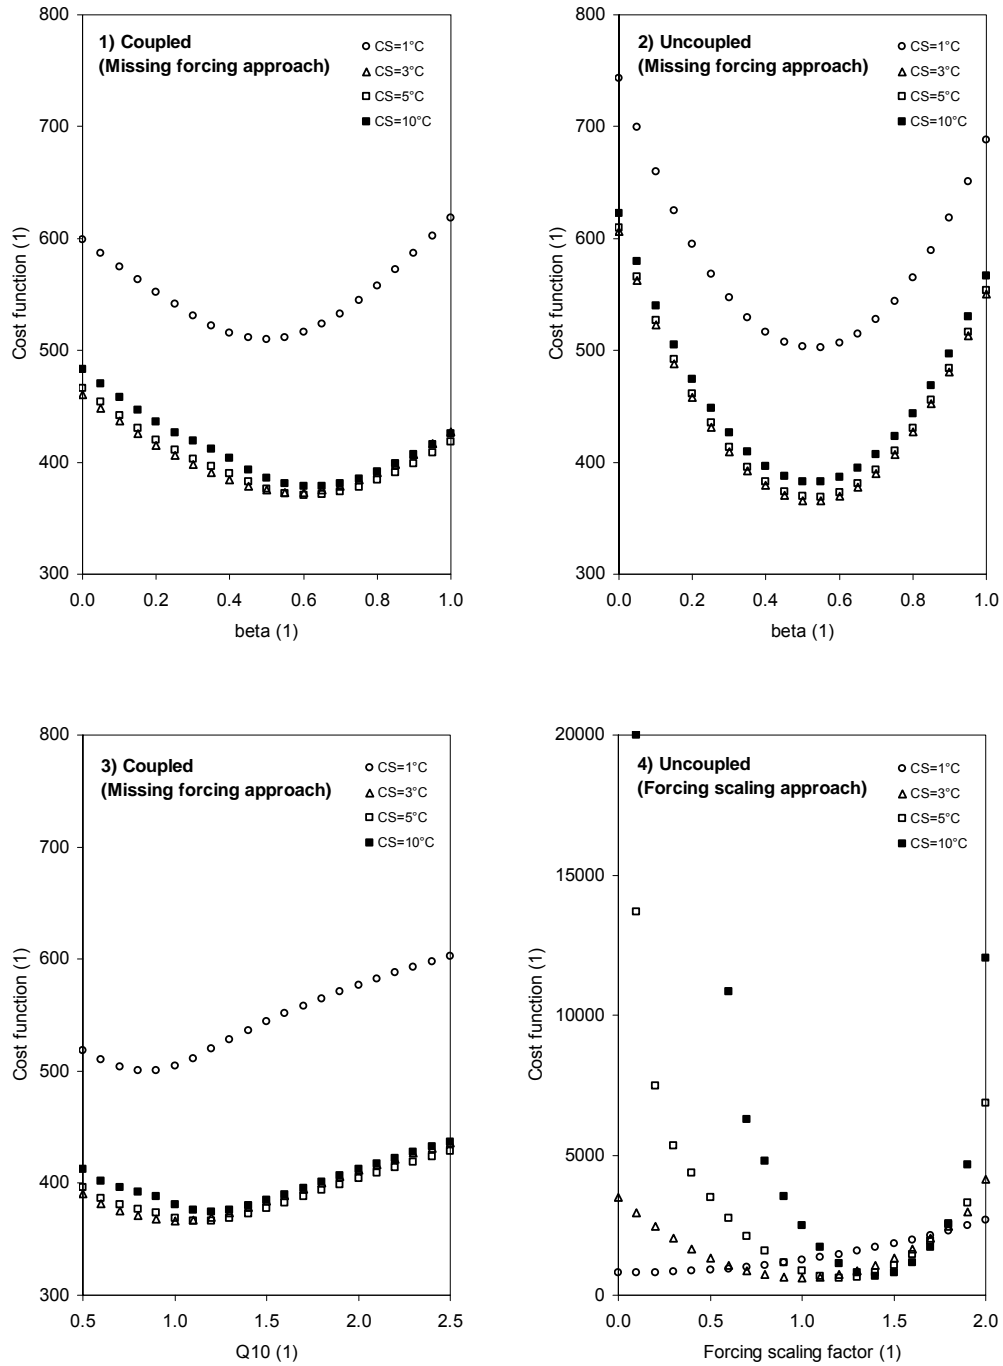 1) Coupled
(Missing forcing approach)
CS=1°C
CS=3°C
CS=5°C
CS=10°C
800
700
600
500
400
300
Cost function (1)
0.0 0.2 0.4 0.6 0.8 1.0
beta (1)
2) Uncoupled
(Missing forcing approach)
CS=1°C
CS=3°C
CS=5°C
CS=10°C
800
700
600
500
400
300
Cost function (1)
0.0 0.2 0.4 0.6 0.8 1.0
beta (1)
3) Coupled
(Missing forcing approach)
CS=1°C
CS=3°C
CS=5°C
CS=10°C
800
700
600
500
400
300
Cost function (1)
0.5 1.0 1.5 2.0 2.5
Q10 (1)
4) Uncoupled
(Forcing scaling approach)
CS=1°C
CS=3°C
CS=5°C
CS=10°C
20000
15000
10000
5000
0
Cost function (1)
0.0 0.5 1.0 1.5 2.0
Forcing scaling factor (1)